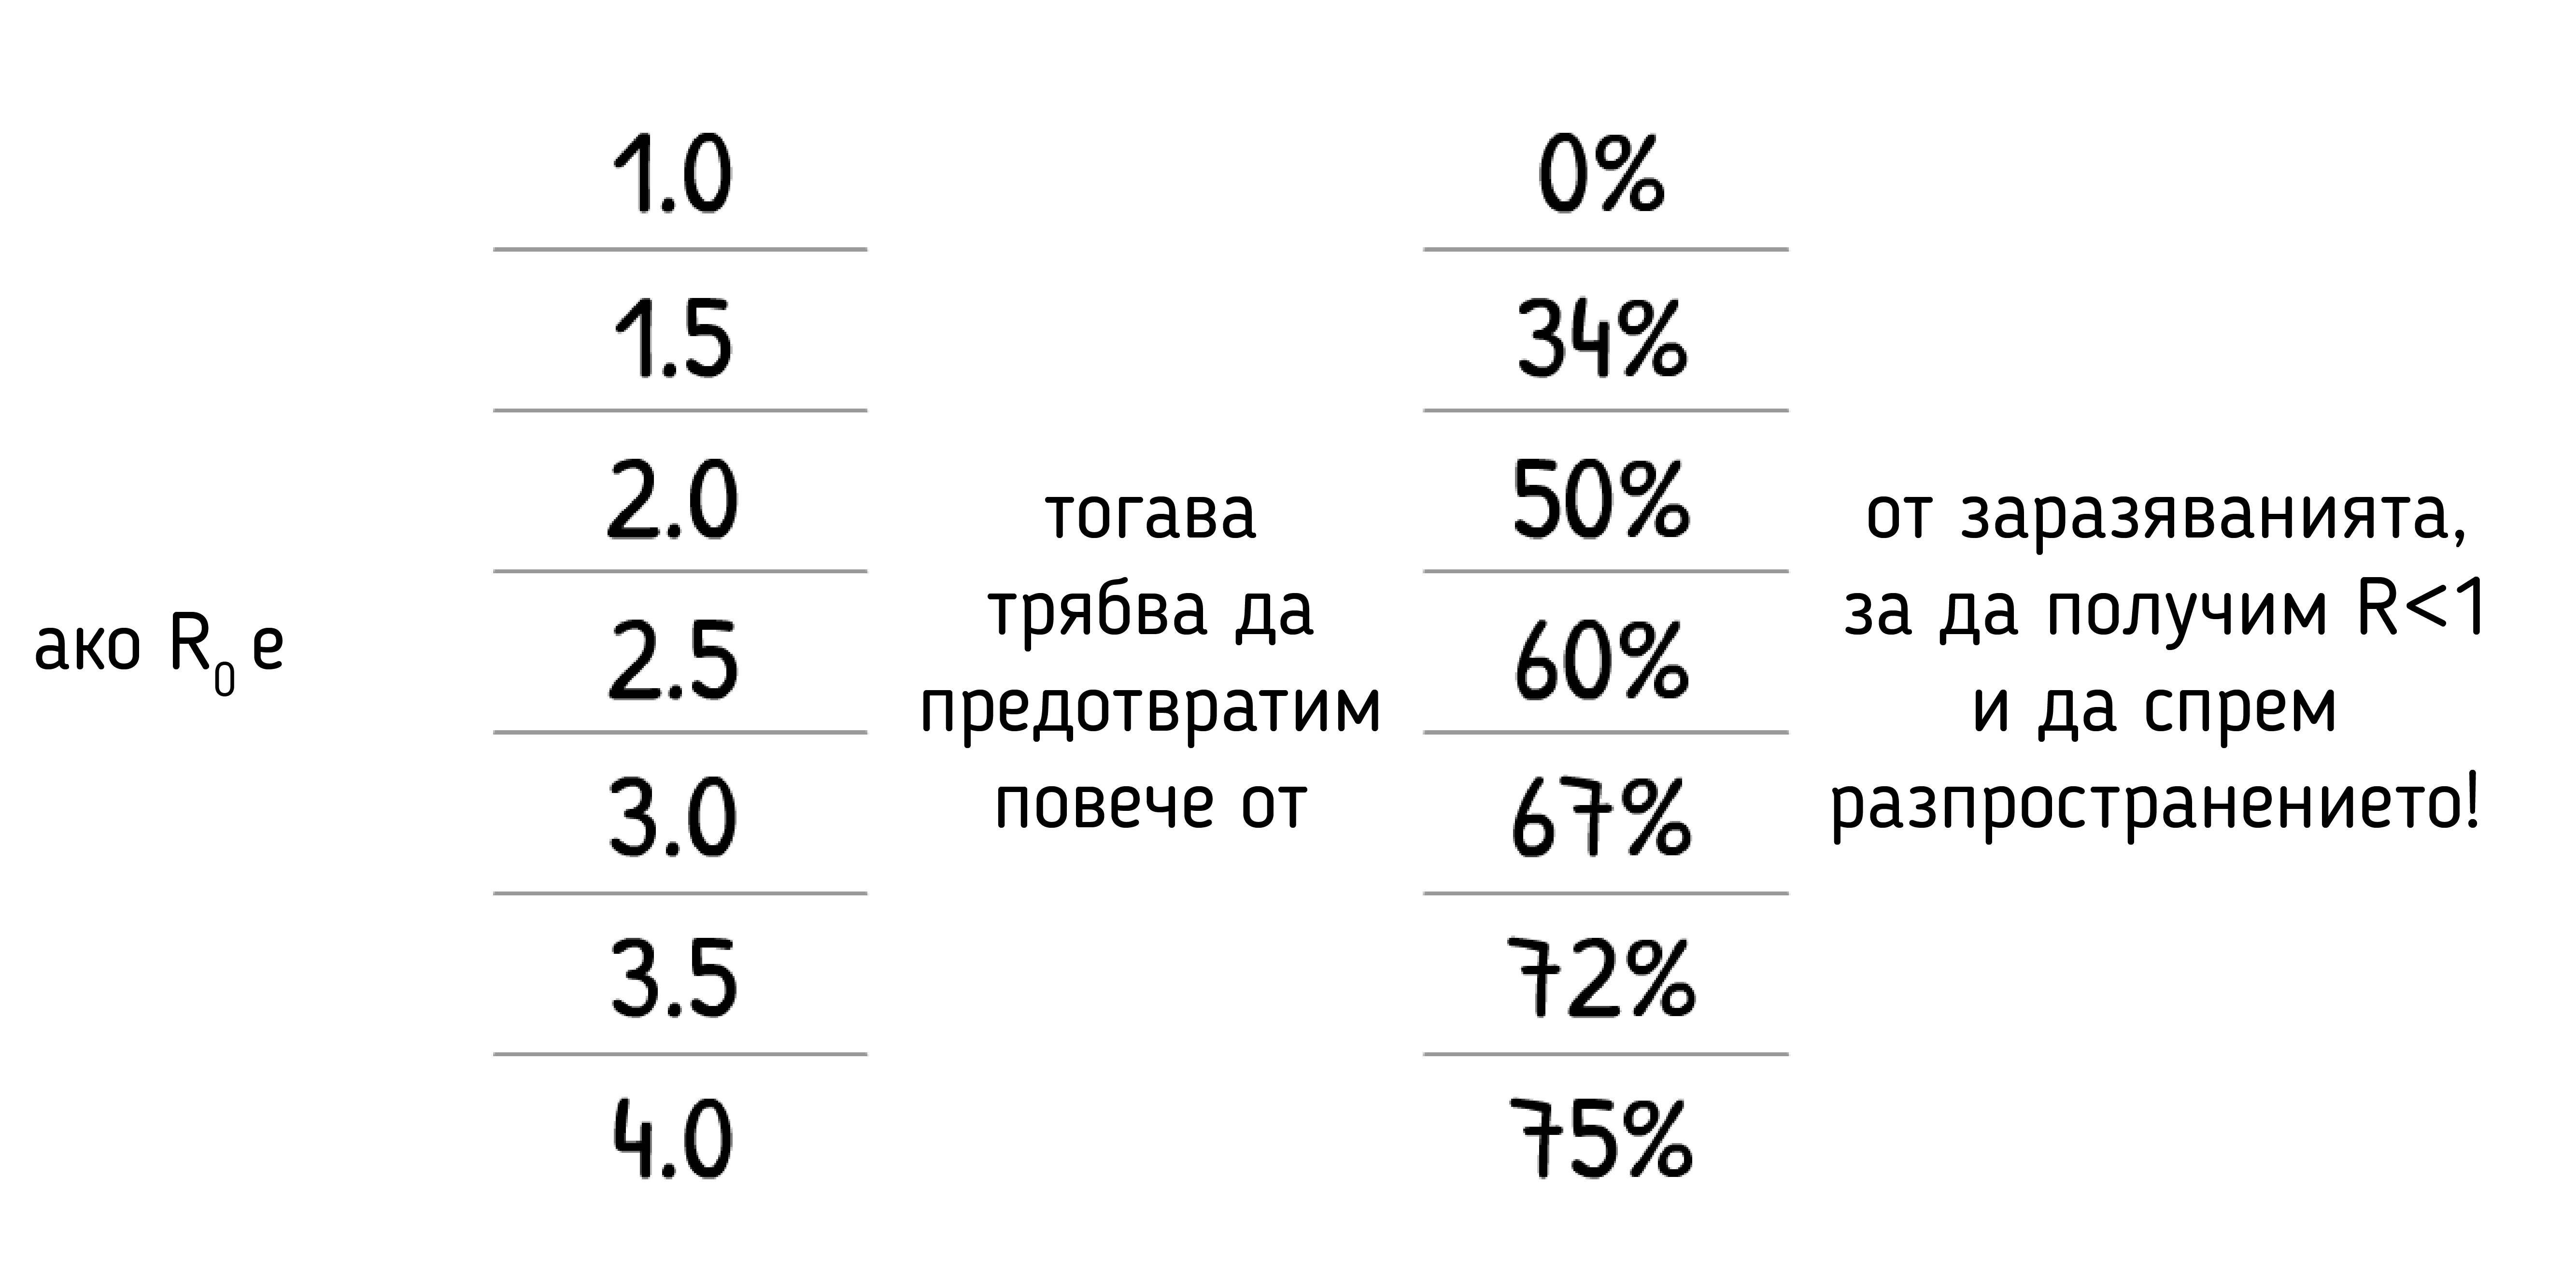 ако R₀ е
1.0
1.5
2.0
2.5
3.0
3.5
4.0
тогава
трябва да
предотвратим
повече от
0%
34%
50%
60%
67%
72%
75%
от заразяванията,
за да получим R<1
и да спрем
разпространението!